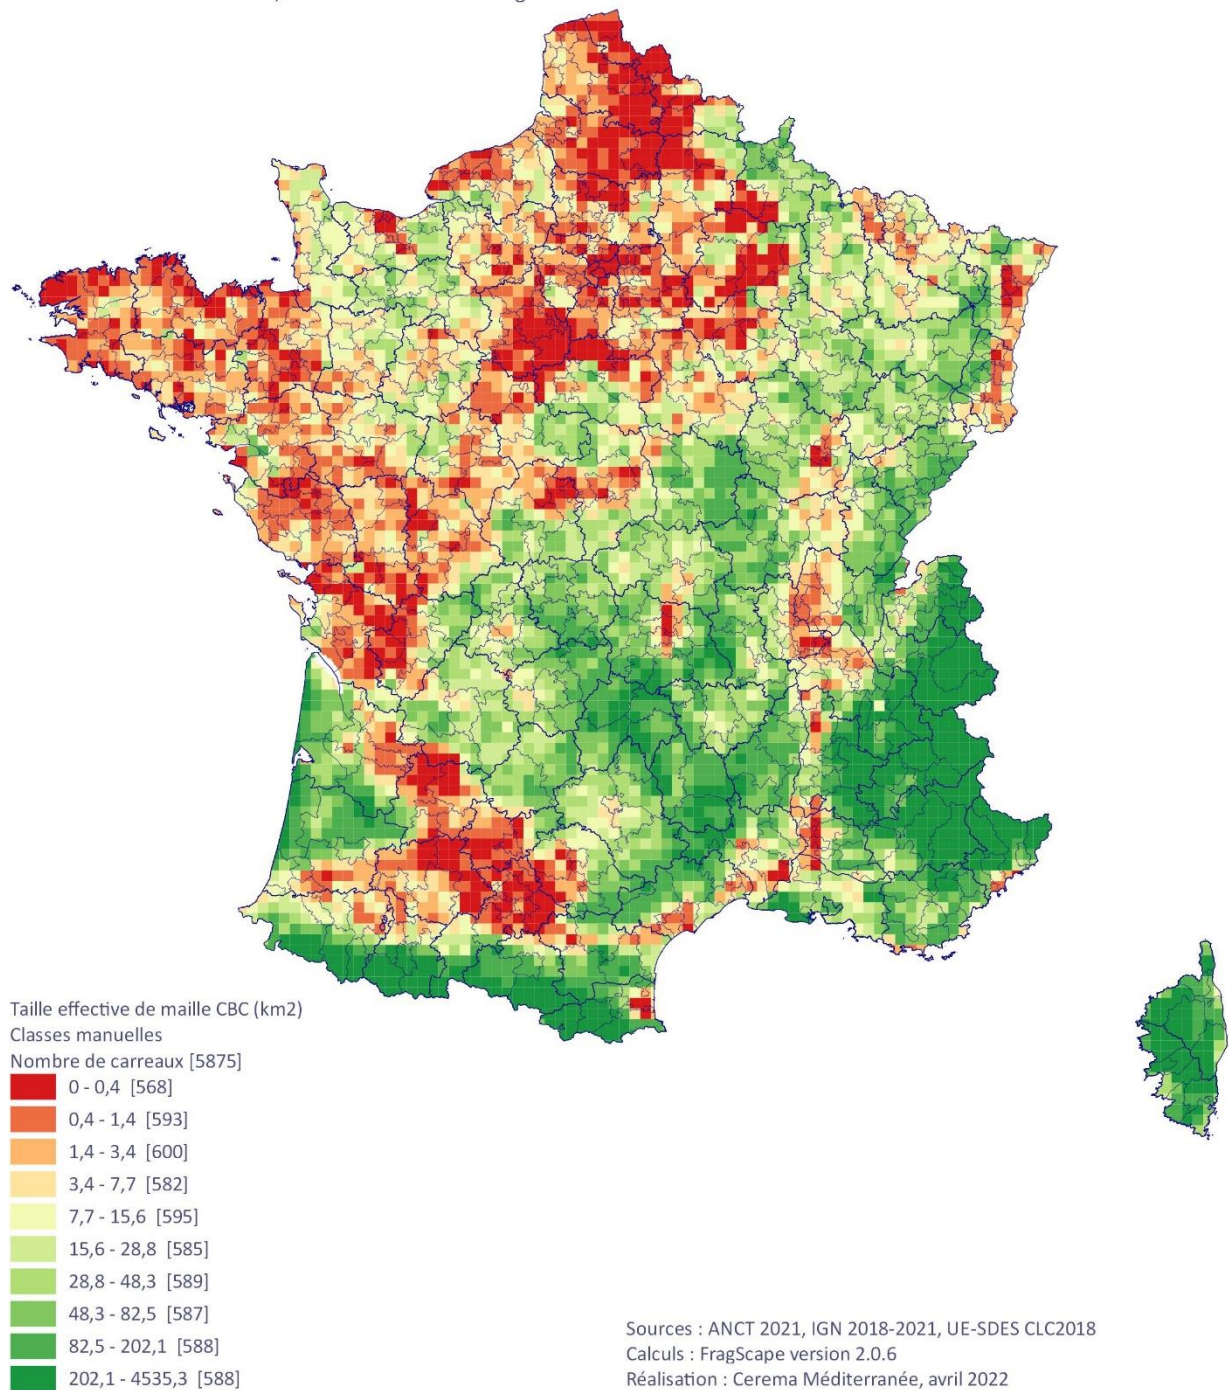 Taille effective de maille CBC (km2)
Classes manuelles
Nombre de carreaux [5875]
0 - 0,4 [568]
0,4 - 1,4 [593]
1,4 - 3,4 [600]
3,4 - 7,7 [582]
7,7 - 15,6 [595]
15,6 - 28,8 [585]
28,8 - 48,3 [589]
48,3 - 82,5 [587]
82,5 - 202,1 [588]
202,1 - 4535,3 [588]
Sources : ANCT 2021, IGN 2018-2021, UE-SDES CLC2018
Calculs : FragScape version 2.0.6
Réalisation : Cerema Méditerranée, avril 2022